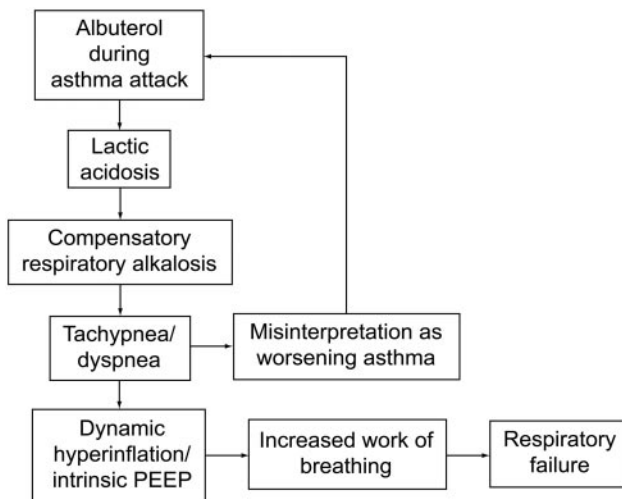 Albuterol
during
asthma attack
Lactic
acidosis
Compensatory
respiratory alkalosis
Tachypnea/
dyspnea
Misinterpretation as
worsening asthma
Dynamic
hyperinflation/
intrinsic PEEP
Increased work of
breathing
Respiratory
failure